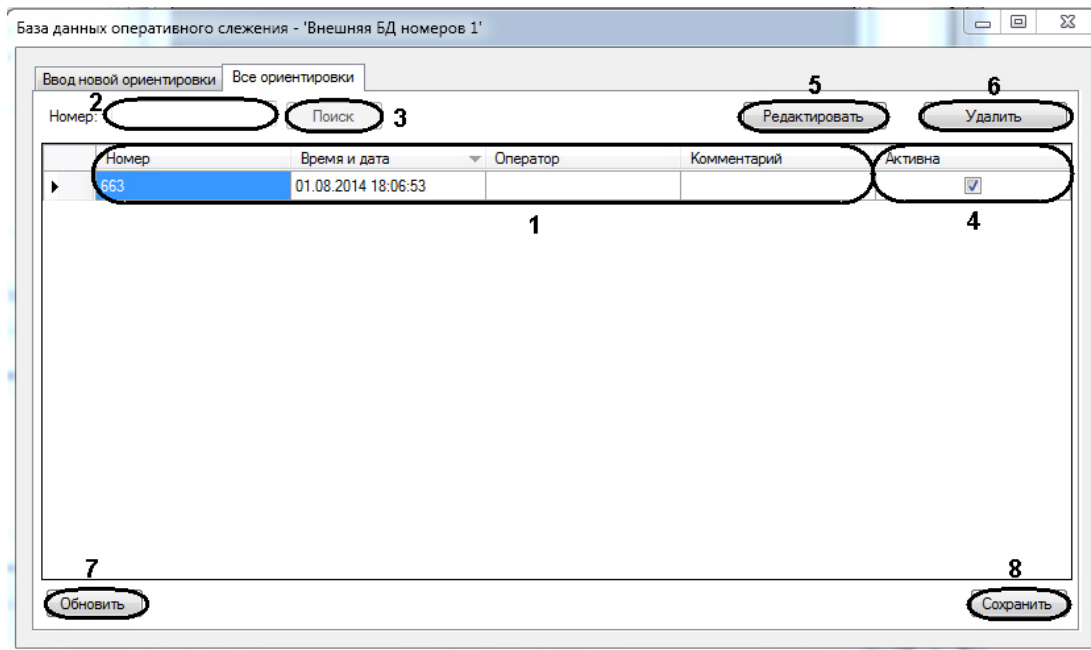 База данных оперативного слежения - 'Внешняя БД номеров 1'
Ввод новой ориентировки Все ориентировки
5 6
2
Номер: Поиск 3 Редактировать Удалить
Номер Время и дата Оператор Комментарий Активна
663 01.08.2014 18:06:53
1 4
7 8
Обновить Сохранить